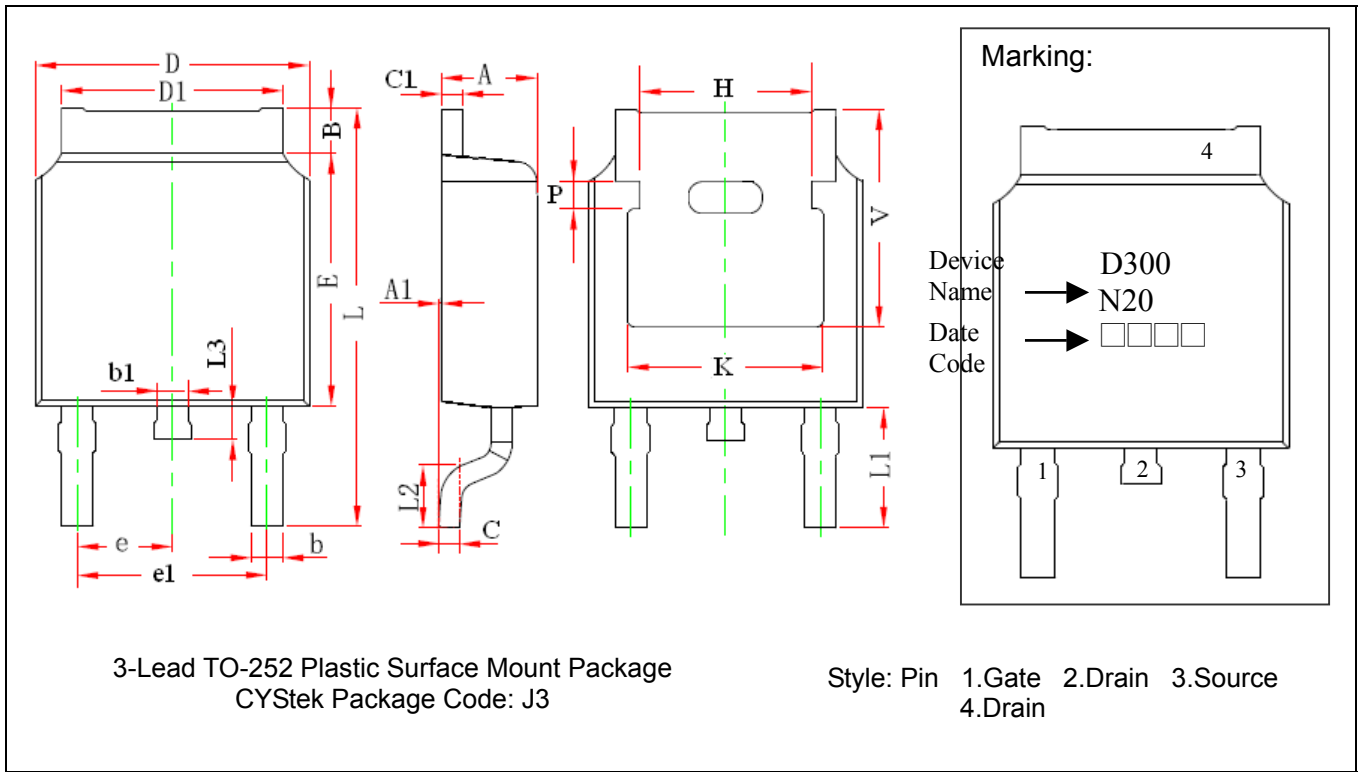 D
D1
B
E
L
L3
b1
e
b
e1
C1
A
A1
L2
C
H
P
V
K
L1
Marking:
4
Device
Name
D300
N20
Date
Code
□□□□
1
2
3
3-Lead TO-252 Plastic Surface Mount Package
CYStek Package Code: J3
Style: Pin 1.Gate 2.Drain 3.Source
4.Drain